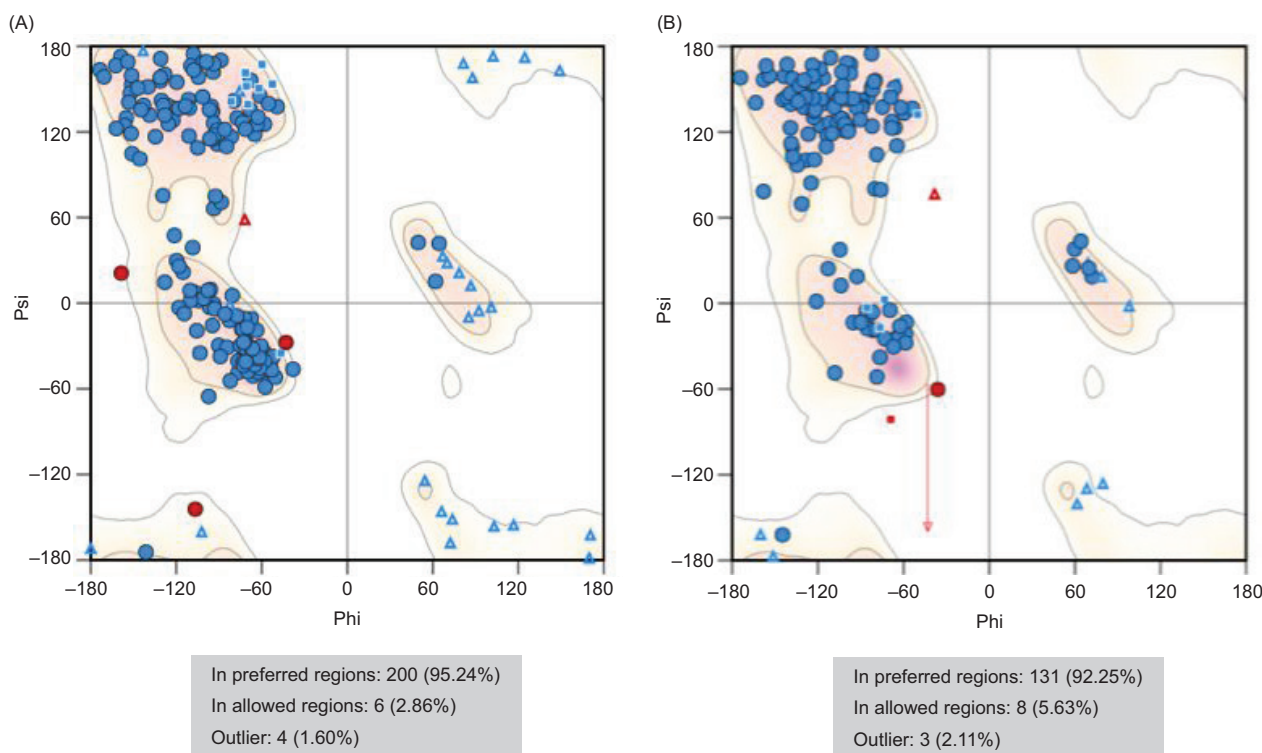 (A)
180
120
60
0
–60
–120
–180
Psi
–180
–120
–60
0
60
120
180
Phi
In preferred regions: 200 (95.24%)
In allowed regions: 6 (2.86%)
Outlier: 4 (1.60%)
(B)
180
120
60
0
–60
–120
–180
Psi
–180
–120
–60
0
60
120
180
Phi
In preferred regions: 131 (92.25%)
In allowed regions: 8 (5.63%)
Outlier: 3 (2.11%)